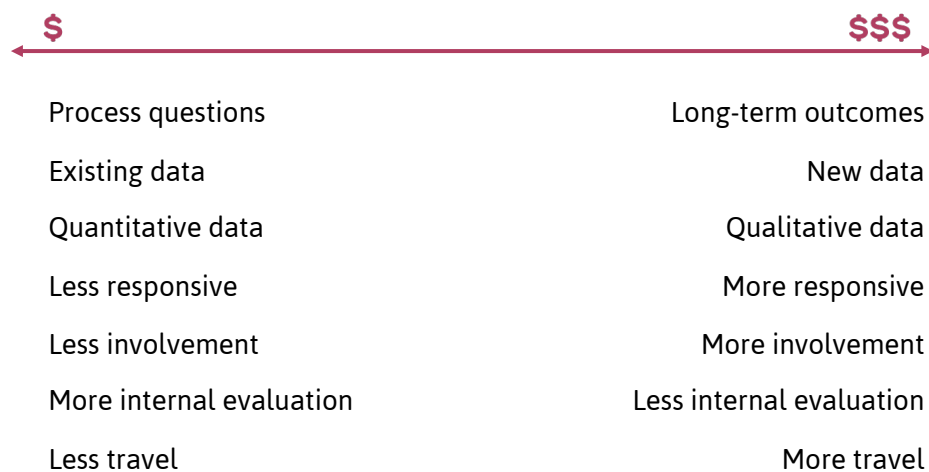 $ $$$
Process questions Long-term outcomes
Existing data New data
Quantitative data Qualitative data
Less responsive More responsive
Less involvement More involvement
More internal evaluation Less internal evaluation
Less travel More travel